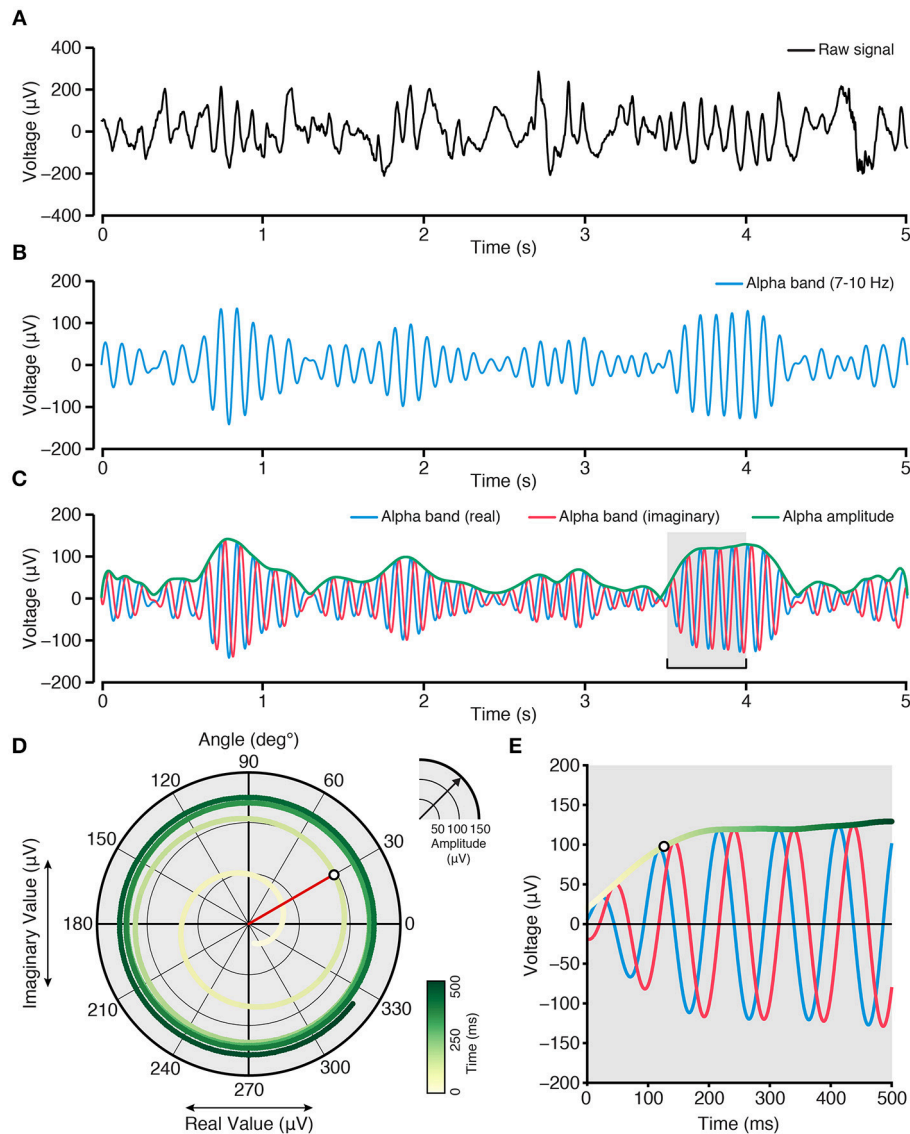 A
400
200
0
−200
−400
Voltage (µV)
Raw signal
0 1 2 3 4 5
Time (s)
B
200
100
0
−100
−200
Voltage (µV)
Alpha band (7-10 Hz)
0 1 2 3 4 5
Time (s)
C
200
100
0
−100
−200
Voltage (µV)
Alpha band (real) Alpha band (imaginary) Alpha amplitude
0 1 2 3 4 5
Time (s)
D
Angle (deg°)
90
120 60
150 30
180 0
210 330
240 300
270
Imaginary Value (µV)
Real Value (µV)
50 100 150
Amplitude
(µV)
500
250
0
Time (ms)
E
200
150
100
50
0
−50
−100
−150
−200
Voltage (µV)
0 100 200 300 400 500
Time (ms)